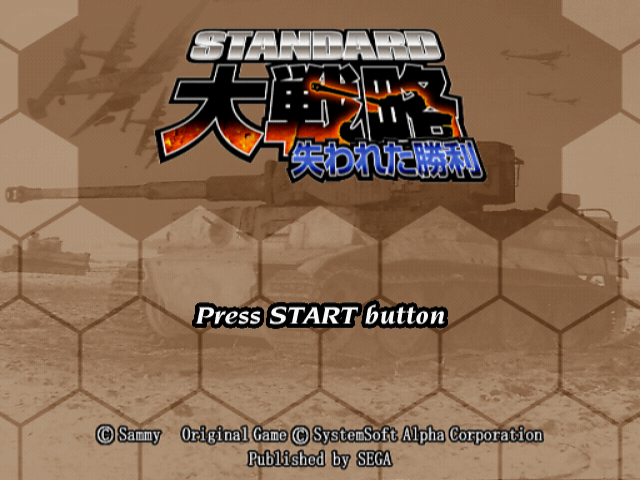 STANDARD
大戦略
失われた勝利
Press START button
© Sammy Original Game © SystemSoft Alpha Corporation
Published by SEGA